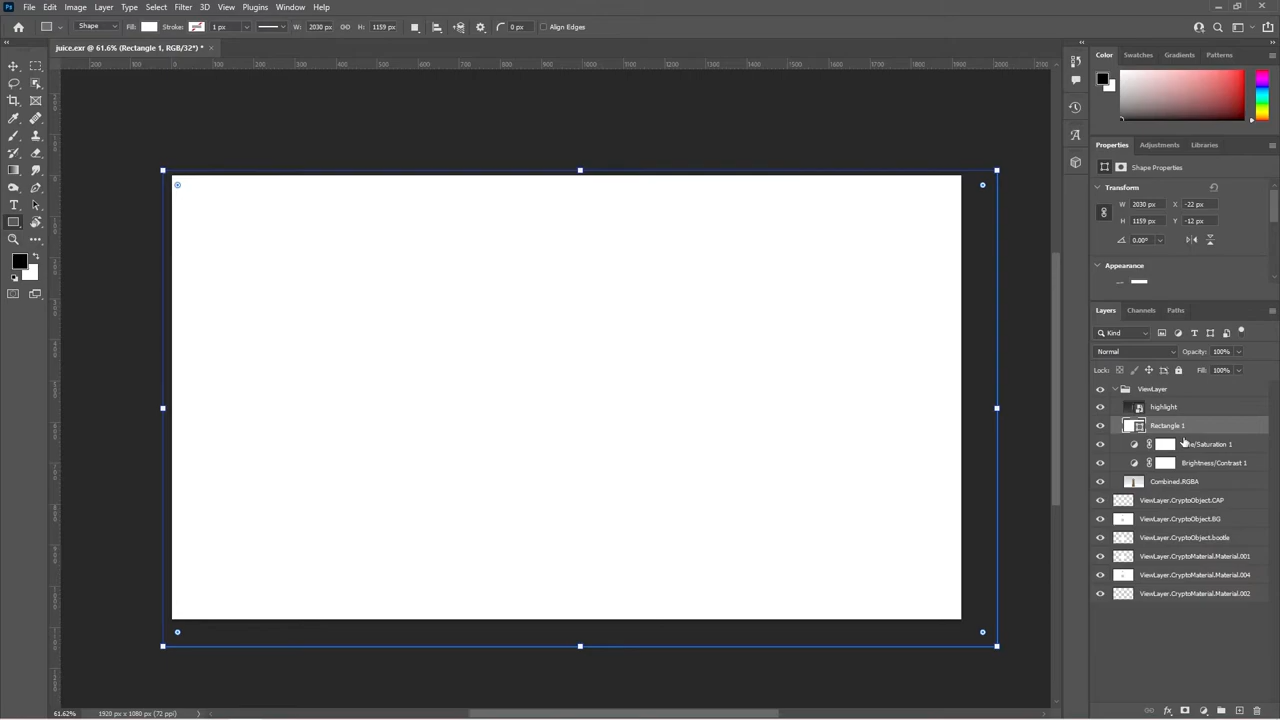 File Edit Image Layer Type Select Filter 3D View Plugins Window Help
Shape Fill: Stroke: 1 px W: 2030 px H: 1159 px 0 px Align Edges
juice.exr @ 61.6% (Rectangle 1, RGB/32*) *
Color Swatches Gradients Patterns
Properties Adjustments Libraries
Shape Properties
Transform
W 2030 px X -22 px
H 1159 px Y -12 px
0.00°
Appearance
Layers Channels Paths
Kind
Normal Opacity: 100%
Lock: Fill: 100%
ViewLayer
highlight
Rectangle 1
e/Saturation 1
Brightness/Contrast 1
Combined.RGBA
ViewLayer.CryptoObject.CAP
ViewLayer.CryptoObject.BG
ViewLayer.CryptoObject.bootle
ViewLayer.CryptoMaterial.Material.001
ViewLayer.CryptoMaterial.Material.004
ViewLayer.CryptoMaterial.Material.002
61.62% 1920 px x 1080 px (72 ppi)